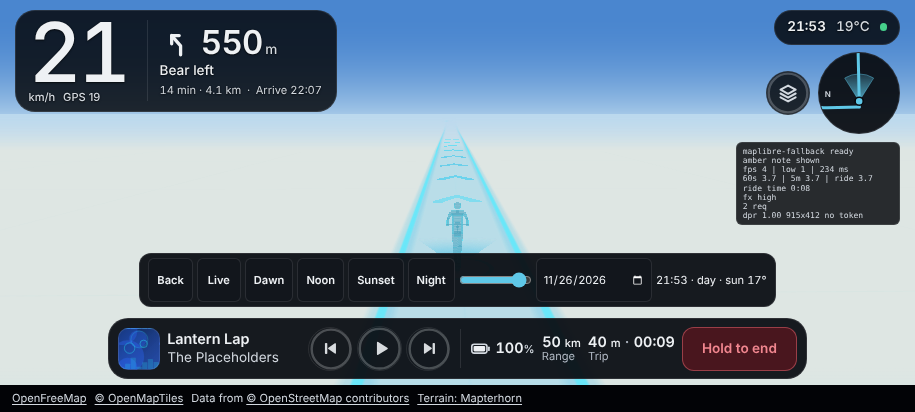 21
km/h GPS 19
550 m
Bear left
14 min · 4.1 km · Arrive 22:07
21:53 19°C
N
maplibre-fallback ready
amber note shown
fps 4 | low 1 | 234 ms
60s 3.7 | 5m 3.7 | ride 3.7
ride time 0:08
fx high
2 req
dpr 1.00 915x412 no token
Back Live Dawn Noon Sunset Night 11/26/2026 21:53 · day · sun 17°
Lantern Lap
The Placeholders
100% 50 km 40 m · 00:09
Range Trip
Hold to end
OpenFreeMap © OpenMapTiles Data from © OpenStreetMap contributors Terrain: Mapterhorn